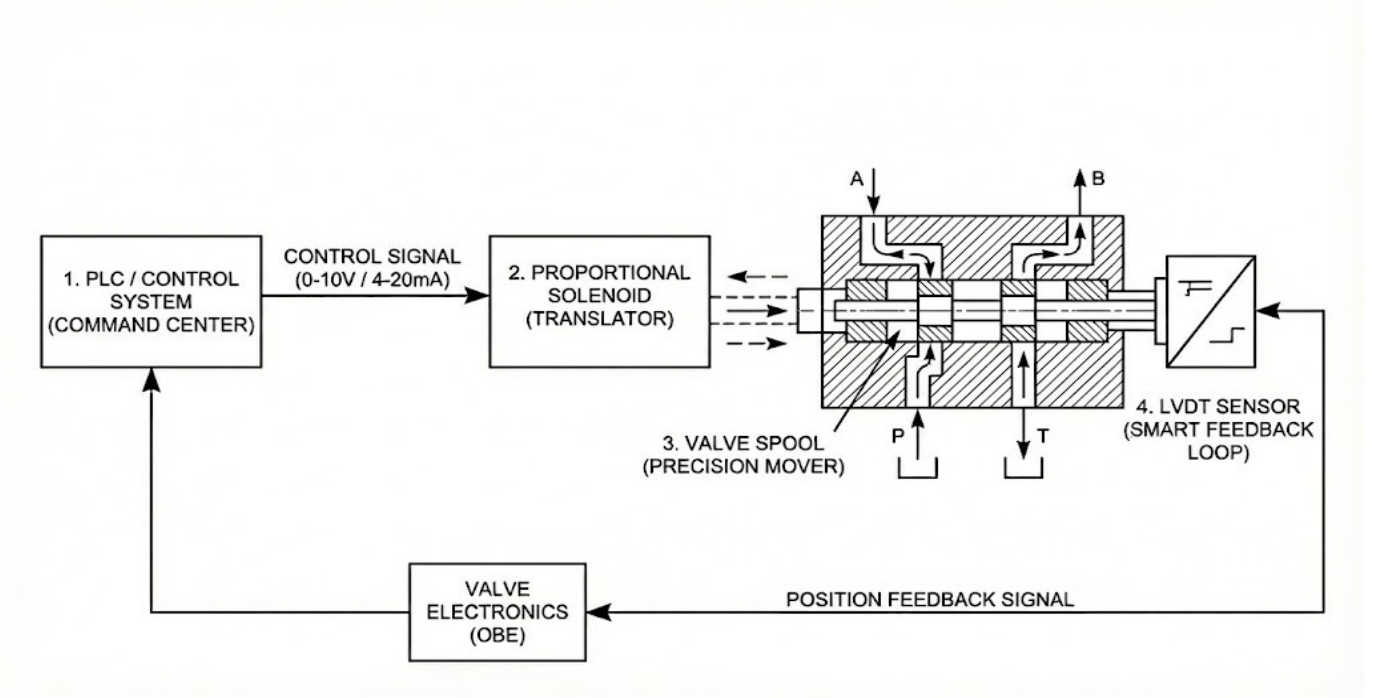 A
B
1. PLC / CONTROL
SYSTEM
(COMMAND CENTER)
CONTROL SIGNAL
(0-10V / 4-20mA)
2. PROPORTIONAL
SOLENOID
(TRANSLATOR)
3. VALVE SPOOL
(PRECISION MOVER)
P
T
4. LVDT SENSOR
(SMART FEEDBACK
LOOP)
VALVE
ELECTRONICS
(OBE)
POSITION FEEDBACK SIGNAL